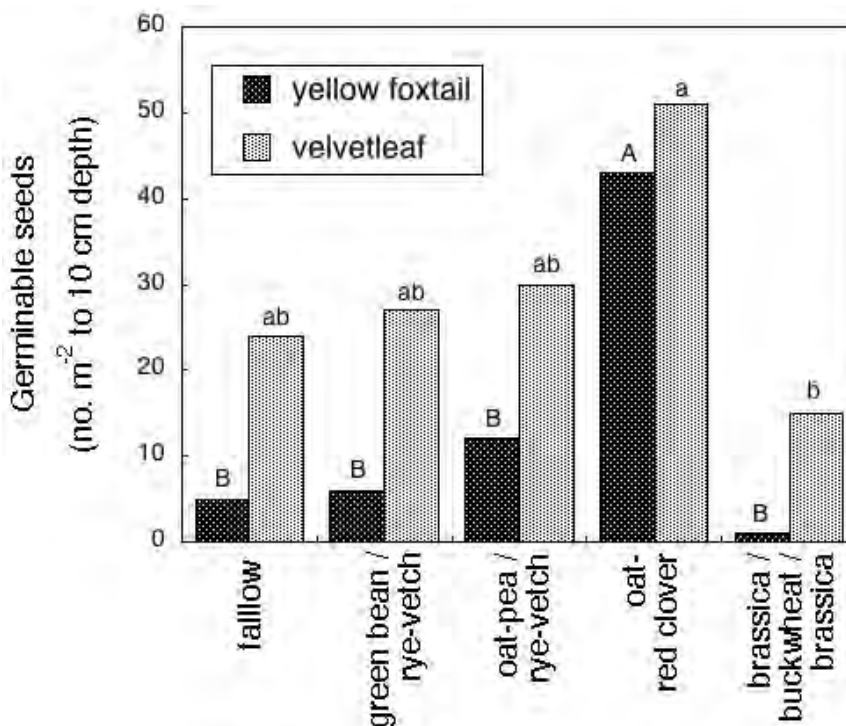 Germinable seeds
(no. m⁻² to 10 cm depth)
60
50
40
30
20
10
0
yellow foxtail
velvetleaf
B
ab
B
ab
B
ab
A
a
B
b
falllow
green bean /
rye-vetch
oat-pea /
rye-vetch
oat-
red clover
brassica /
buckwheat /
brassica